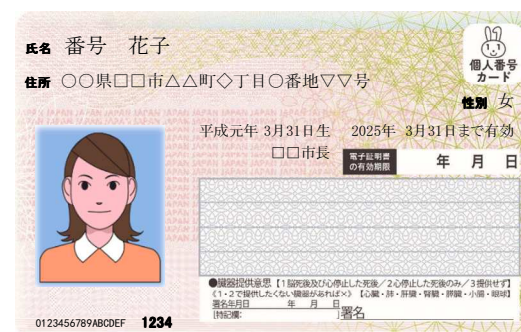 氏名 番号 花子
個人番号
カード
住所 ○○県□□市△△町◇丁目○番地▽▽号
性別 女
平成元年 3月31日生 2025年 3月31日まで有効
□□市長
電子証明書
の有効期限
年 月 日
●臓器提供意思【1脳死後及び心停止した死後/2心停止した死後のみ/3提供せず】
《1・2で提供したくない臓器があれば×》【心臓・肺・肝臓・腎臓・膵臓・小腸・眼球】
署名年月日 年 月 日
[特記欄: ]署名
0123456789ABCDEF 1234